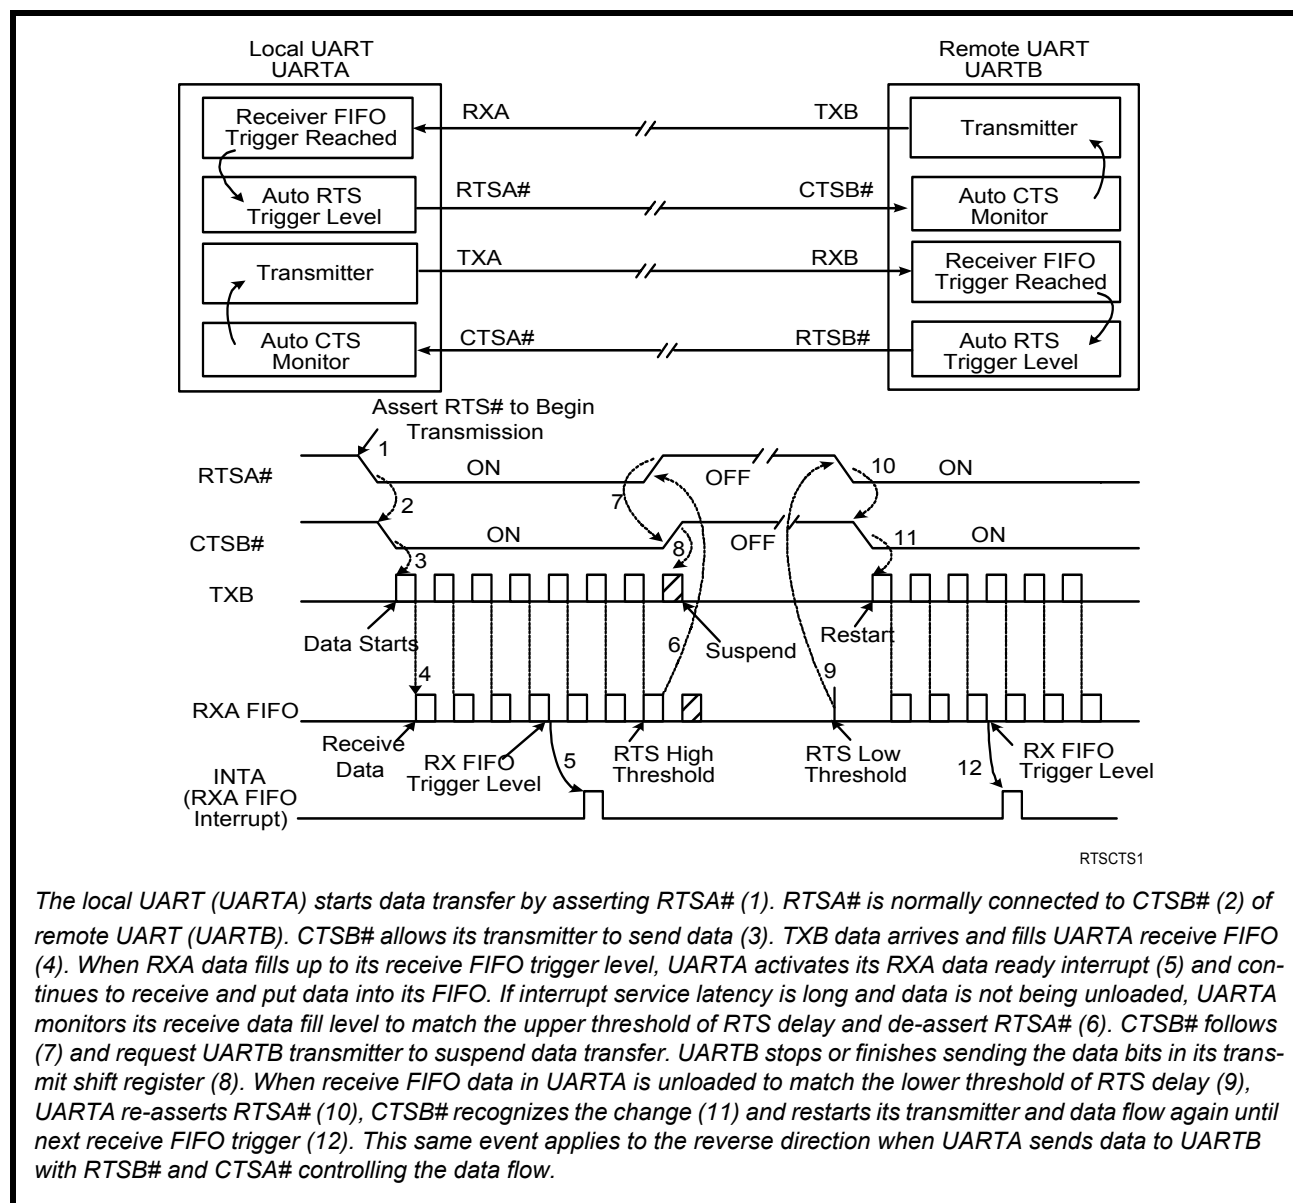 Local UART
UARTA
Remote UART
UARTB
Receiver FIFO
Trigger Reached
RXA
TXB
Transmitter
Auto RTS
Trigger Level
RTSA#
CTSB#
Auto CTS
Monitor
Transmitter
TXA
RXB
Receiver FIFO
Trigger Reached
Auto CTS
Monitor
CTSA#
RTSB#
Auto RTS
Trigger Level
Assert RTS# to Begin
Transmission
RTSA#
1
ON
OFF
10
ON
2
7
CTSB#
ON
OFF
ON
3
8
11
TXB
Data Starts
6
Suspend
Restart
4
9
RXA FIFO
Receive
Data
RX FIFO
Trigger Level
5
RTS High
Threshold
RTS Low
Threshold
12
RX FIFO
Trigger Level
INTA
(RXA FIFO
Interrupt)
RTSCTS1
The local UART (UARTA) starts data transfer by asserting RTSA# (1). RTSA# is normally connected to CTSB# (2) of
remote UART (UARTB). CTSB# allows its transmitter to send data (3). TXB data arrives and fills UARTA receive FIFO
(4). When RXA data fills up to its receive FIFO trigger level, UARTA activates its RXA data ready interrupt (5) and con-
tinues to receive and put data into its FIFO. If interrupt service latency is long and data is not being unloaded, UARTA
monitors its receive data fill level to match the upper threshold of RTS delay and de-assert RTSA# (6). CTSB# follows
(7) and request UARTB transmitter to suspend data transfer. UARTB stops or finishes sending the data bits in its trans-
mit shift register (8). When receive FIFO data in UARTA is unloaded to match the lower threshold of RTS delay (9),
UARTA re-asserts RTSA# (10), CTSB# recognizes the change (11) and restarts its transmitter and data flow again until
next receive FIFO trigger (12). This same event applies to the reverse direction when UARTA sends data to UARTB
with RTSB# and CTSA# controlling the data flow.